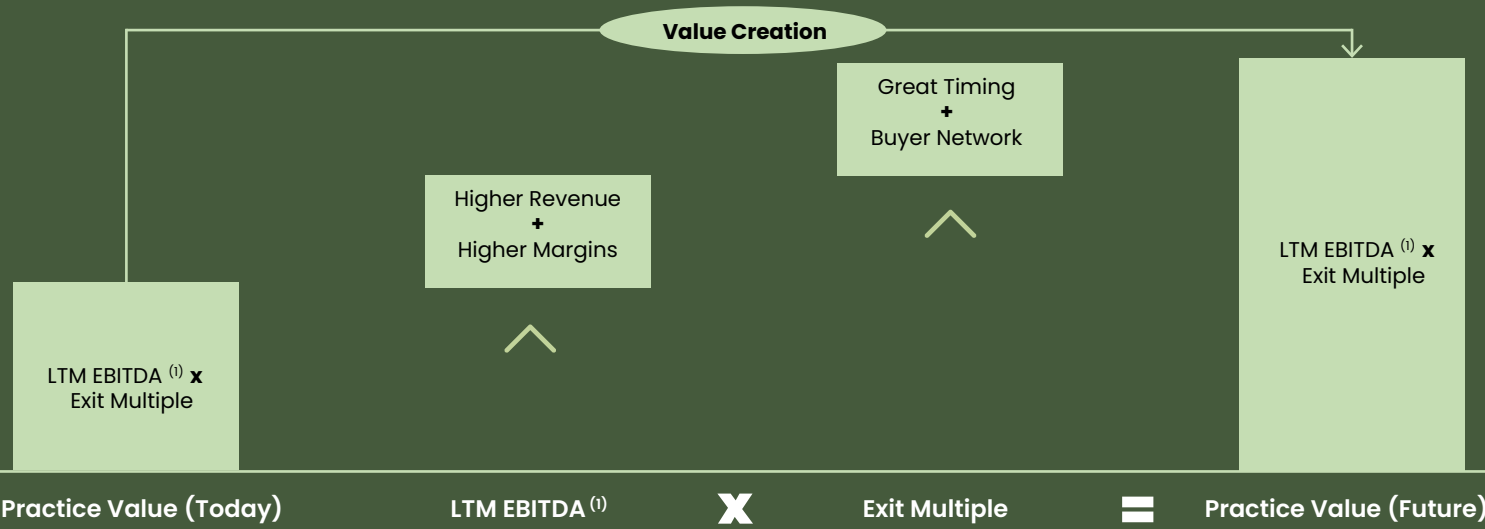 Value Creation
Great Timing
+
Buyer Network
Higher Revenue
+
Higher Margins
LTM EBITDA (1) x
Exit Multiple
LTM EBITDA (1) x
Exit Multiple
Practice Value (Today)
LTM EBITDA (1)
X
Exit Multiple
=
Practice Value (Future)